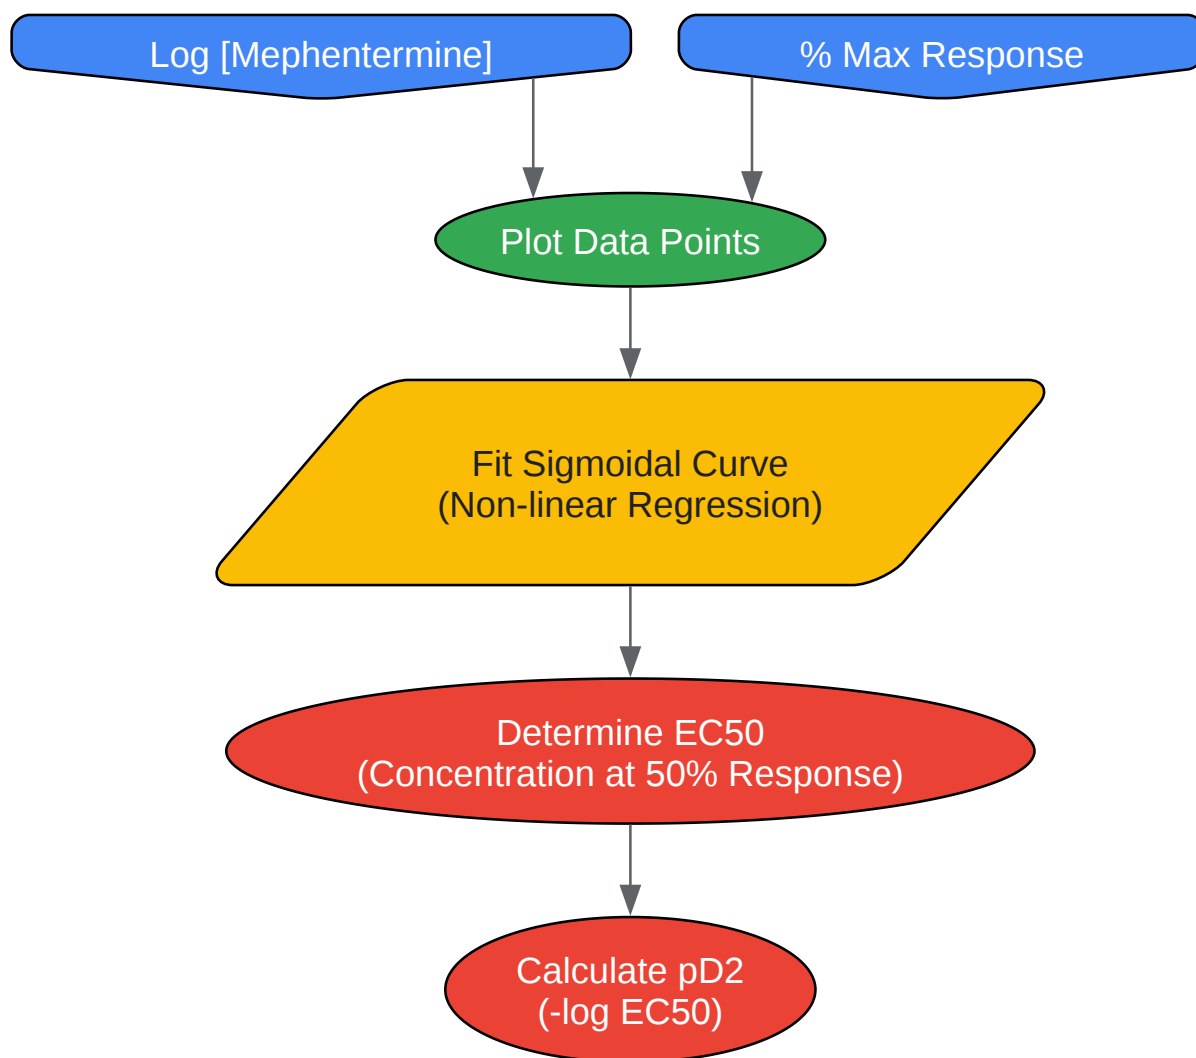 Log [Mephentermine]
% Max Response
Plot Data Points
Fit Sigmoidal Curve
(Non-linear Regression)
Determine EC50
(Concentration at 50% Response)
Calculate pD2
(-log EC50)